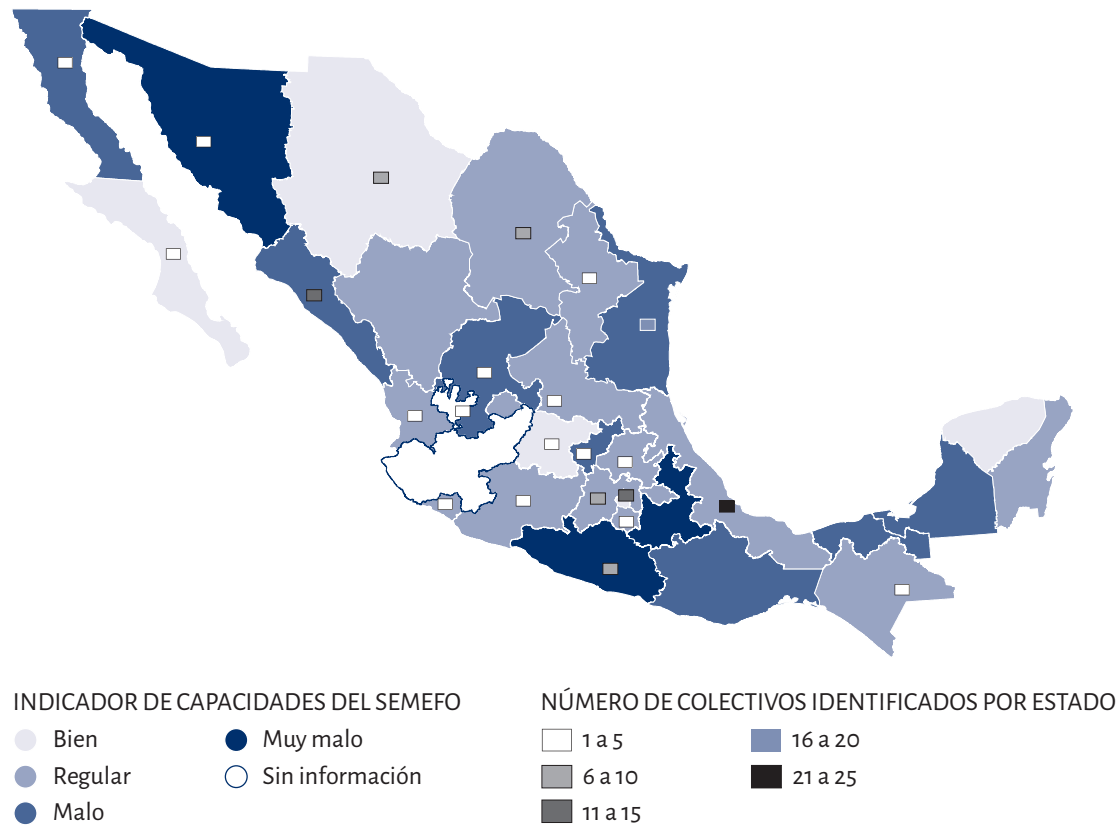 INDICADOR DE CAPACIDADES DEL SEMEFO
Bien
Regular
Malo
Muy malo
Sin información
NÚMERO DE COLECTIVOS IDENTIFICADOS POR ESTADO
1 a 5
6 a 10
11 a 15
16 a 20
21 a 25